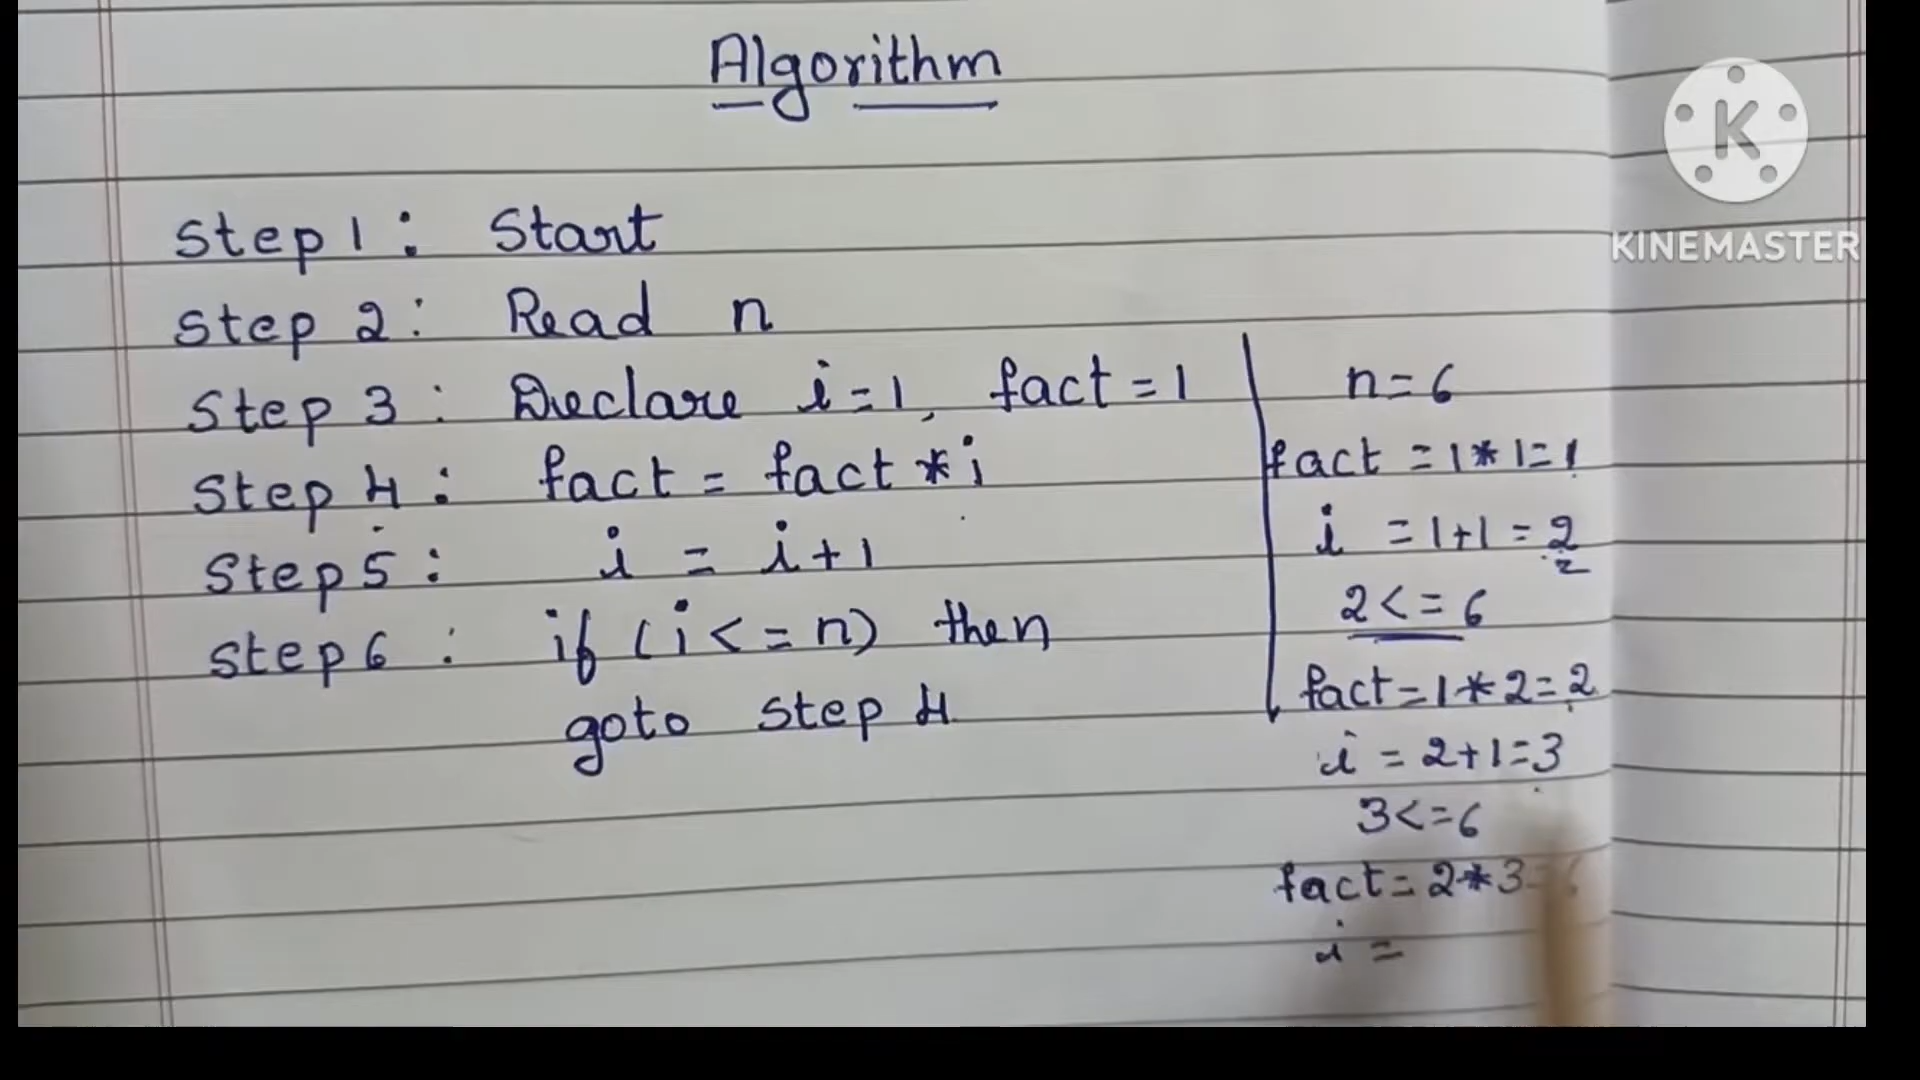 Algorithm
Step 1 : Start
Step 2 : Read n
Step 3 : Declare i = 1, fact = 1
Step 4 : fact = fact * i
Step 5 : i = i + 1
Step 6 : if (i < = n) then
goto step 4
n = 6
fact = 1 * 1 = 1
i = 1 + 1 = 2
2 < = 6
fact = 1 * 2 = 2
i = 2 + 1 = 3
3 < = 6
fact = 2 * 3 =
i =
K
KINEMASTER